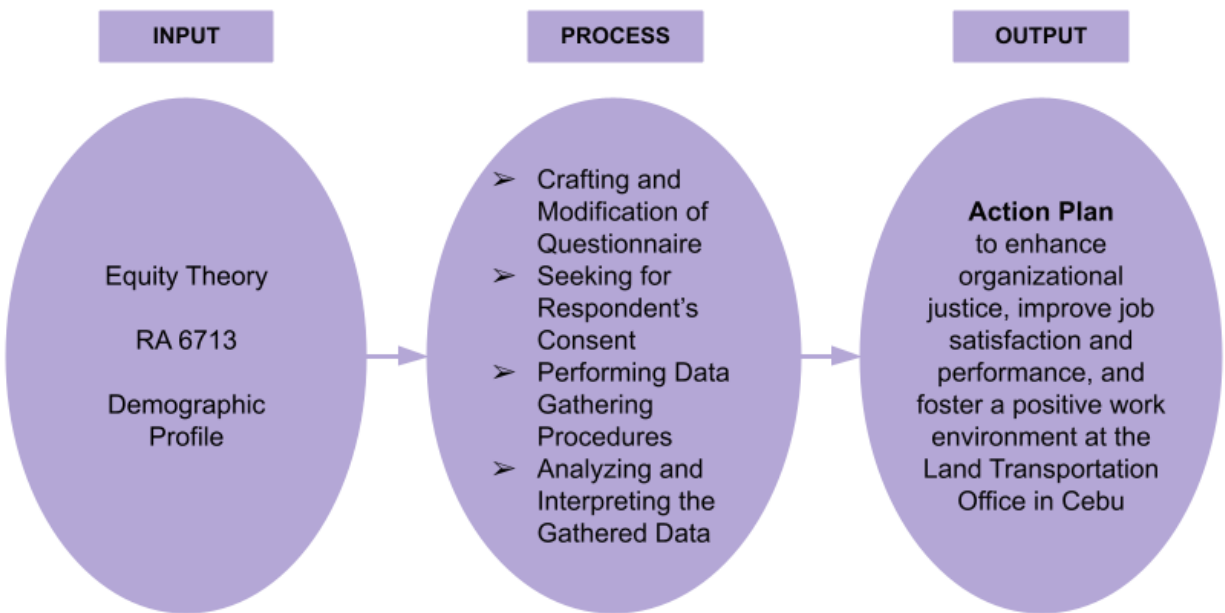 INPUT
Equity Theory
RA 6713
Demographic
Profile
PROCESS
➢ Crafting and
Modification of
Questionnaire
➢ Seeking for
Respondent’s
Consent
➢ Performing Data
Gathering
Procedures
➢ Analyzing and
Interpreting the
Gathered Data
OUTPUT
Action Plan
to enhance
organizational
justice, improve job
satisfaction and
performance, and
foster a positive work
environment at the
Land Transportation
Office in Cebu